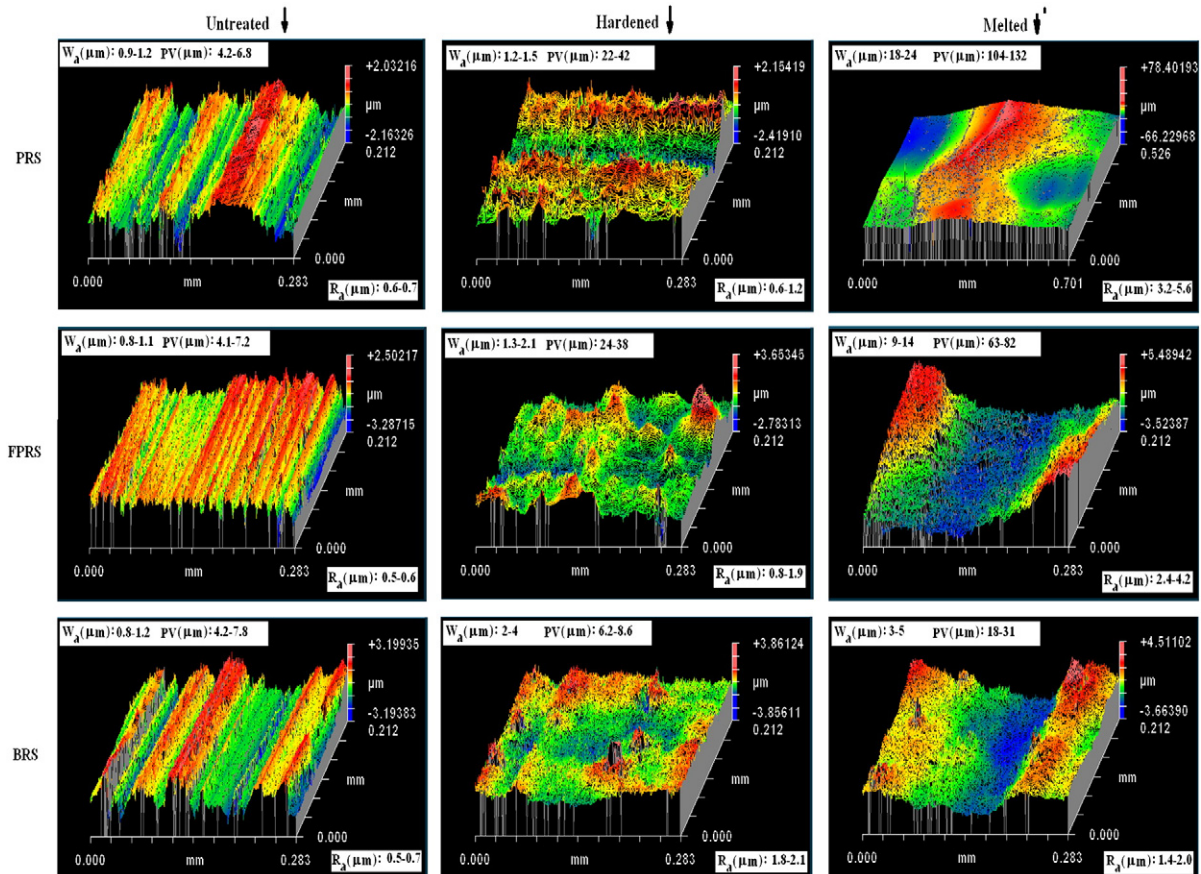 Untreated
Hardened
Melted
PRS
Wa(μm): 0.9-1.2 PV(μm): 4.2-6.8
+2.03216
μm
-2.16326
0.212
mm
0.000
0.000 mm 0.283
Ra(μm): 0.6-0.7
Wa(μm): 1.2-1.5 PV(μm): 22-42
+2.15419
μm
-2.41910
0.212
mm
0.000
0.000 mm 0.283
Ra(μm): 0.6-1.2
Wa(μm): 18-24 PV(μm): 104-132
+78.40193
μm
-66.22968
0.526
mm
0.000
0.000 mm 0.701
Ra(μm): 3.2-5.6
FPRS
Wa(μm): 0.8-1.1 PV(μm): 4.1-7.2
+2.50217
μm
-3.28715
0.212
mm
0.000
0.000 mm 0.283
Ra(μm): 0.5-0.6
Wa(μm): 1.3-2.1 PV(μm): 24-38
+3.65345
μm
-2.78313
0.212
mm
0.000
0.000 mm 0.283
Ra(μm): 0.8-1.9
Wa(μm): 9-14 PV(μm): 63-82
+5.48942
μm
-3.52387
0.212
mm
0.000
0.000 mm 0.283
Ra(μm): 2.4-4.2
BRS
Wa(μm): 0.8-1.2 PV(μm): 4.2-7.8
+3.19935
μm
-3.19383
0.212
mm
0.000
0.000 mm 0.283
Ra(μm): 0.5-0.7
Wa(μm): 2-4 PV(μm): 6.2-8.6
+3.86124
μm
-3.85611
0.212
mm
0.000
0.000 mm 0.283
Ra(μm): 1.8-2.1
Wa(μm): 3-5 PV(μm): 18-31
+4.51102
μm
-3.66390
0.212
mm
0.000
0.000 mm 0.283
Ra(μm): 1.4-2.0